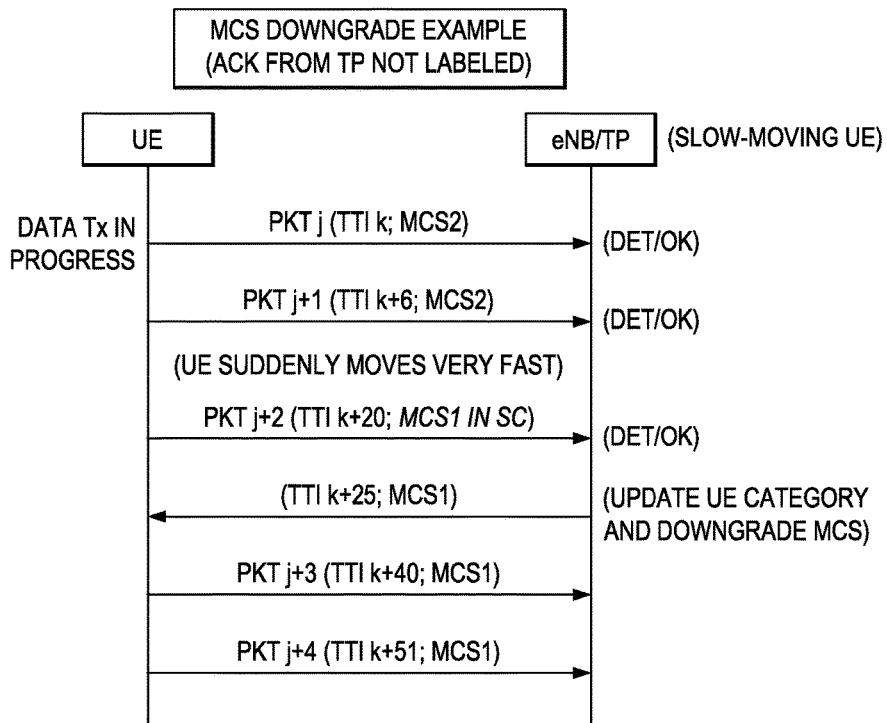 MCS DOWNGRADE EXAMPLE
(ACK FROM TP NOT LABELED)
UE
eNB/TP
(SLOW-MOVING UE)
DATA Tx IN
PROGRESS
PKT j (TTI k; MCS2)
(DET/OK)
PKT j+1 (TTI k+6; MCS2)
(DET/OK)
(UE SUDDENLY MOVES VERY FAST)
PKT j+2 (TTI k+20; MCS1 IN SC)
(DET/OK)
(TTI k+25; MCS1)
(UPDATE UE CATEGORY
AND DOWNGRADE MCS)
PKT j+3 (TTI k+40; MCS1)
PKT j+4 (TTI k+51; MCS1)